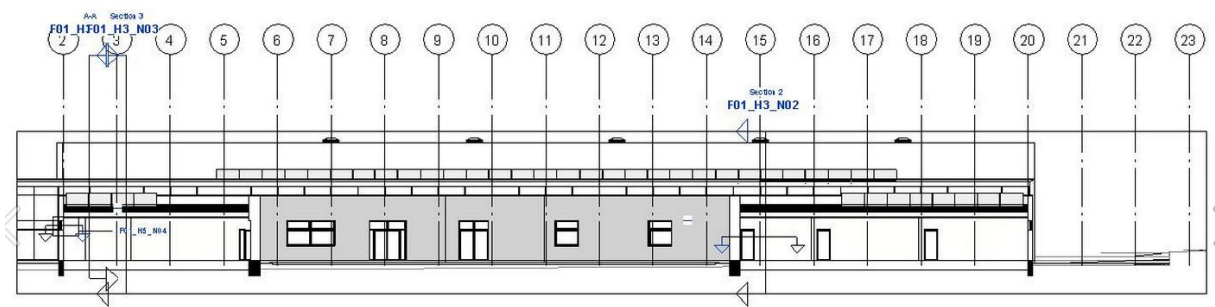 A-A Section 3
F01_H3_N03
2 3 4 5 6 7 8 9 10 11 12 13 14 15 16 17 18 19 20 21 22 23
Section 2
F01_H3_N02
F01_H5_N04